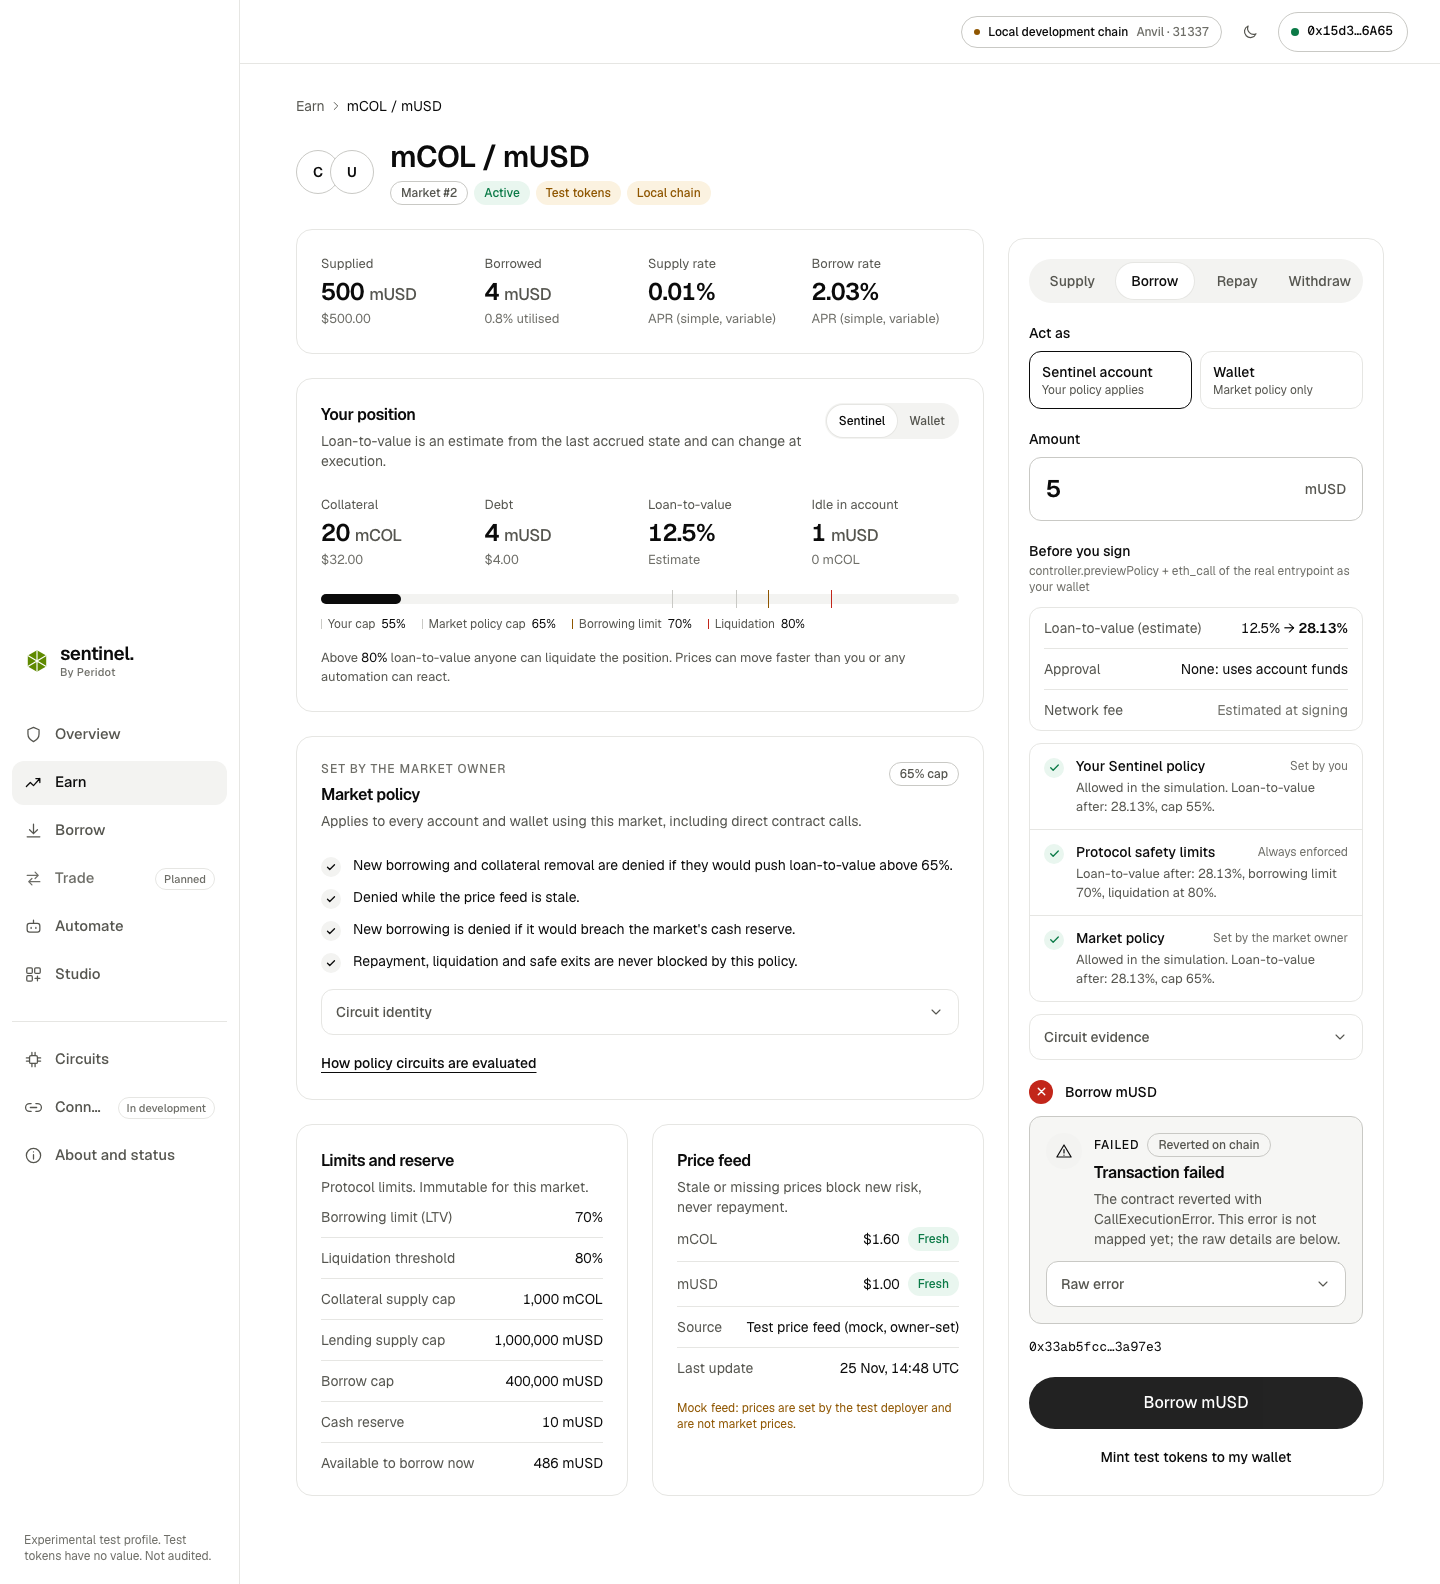 Local development chain Anvil · 31337
0x15d3…6A65
Earn > mCOL / mUSD
C U
mCOL / mUSD
Market #2 Active Test tokens Local chain
Supplied
500 mUSD
$500.00
Borrowed
4 mUSD
0.8% utilised
Supply rate
0.01%
APR (simple, variable)
Borrow rate
2.03%
APR (simple, variable)
Your position
Sentinel Wallet
Loan-to-value is an estimate from the last accrued state and can change at
execution.
Collateral
20 mCOL
$32.00
Debt
4 mUSD
$4.00
Loan-to-value
12.5%
Estimate
Idle in account
1 mUSD
0 mCOL
Your cap 55% Market policy cap 65% Borrowing limit 70% Liquidation 80%
Above 80% loan-to-value anyone can liquidate the position. Prices can move faster than you or any
automation can react.
SET BY THE MARKET OWNER
65% cap
Market policy
Applies to every account and wallet using this market, including direct contract calls.
New borrowing and collateral removal are denied if they would push loan-to-value above 65%.
Denied while the price feed is stale.
New borrowing is denied if it would breach the market's cash reserve.
Repayment, liquidation and safe exits are never blocked by this policy.
Circuit identity
How policy circuits are evaluated
Limits and reserve
Protocol limits. Immutable for this market.
Borrowing limit (LTV) 70%
Liquidation threshold 80%
Collateral supply cap 1,000 mCOL
Lending supply cap 1,000,000 mUSD
Borrow cap 400,000 mUSD
Cash reserve 10 mUSD
Available to borrow now 486 mUSD
Price feed
Stale or missing prices block new risk,
never repayment.
mCOL $1.60 Fresh
mUSD $1.00 Fresh
Source Test price feed (mock, owner-set)
Last update 25 Nov, 14:48 UTC
Mock feed: prices are set by the test deployer and
are not market prices.
Supply Borrow Repay Withdraw
Act as
Sentinel account
Your policy applies
Wallet
Market policy only
Amount
5 mUSD
Before you sign
controller.previewPolicy + eth_call of the real entrypoint as
your wallet
Loan-to-value (estimate) 12.5% → 28.13%
Approval None: uses account funds
Network fee Estimated at signing
Your Sentinel policy Set by you
Allowed in the simulation. Loan-to-value
after: 28.13%, cap 55%.
Protocol safety limits Always enforced
Loan-to-value after: 28.13%, borrowing limit
70%, liquidation at 80%.
Market policy Set by the market owner
Allowed in the simulation. Loan-to-value
after: 28.13%, cap 65%.
Circuit evidence
Borrow mUSD
FAILED Reverted on chain
Transaction failed
The contract reverted with
CallExecutionError. This error is not
mapped yet; the raw details are below.
Raw error
0x33ab5fcc…3a97e3
Borrow mUSD
Mint test tokens to my wallet
sentinel.
By Peridot
Overview
Earn
Borrow
Trade Planned
Automate
Studio
Circuits
Conn… In development
About and status
Experimental test profile. Test
tokens have no value. Not audited.